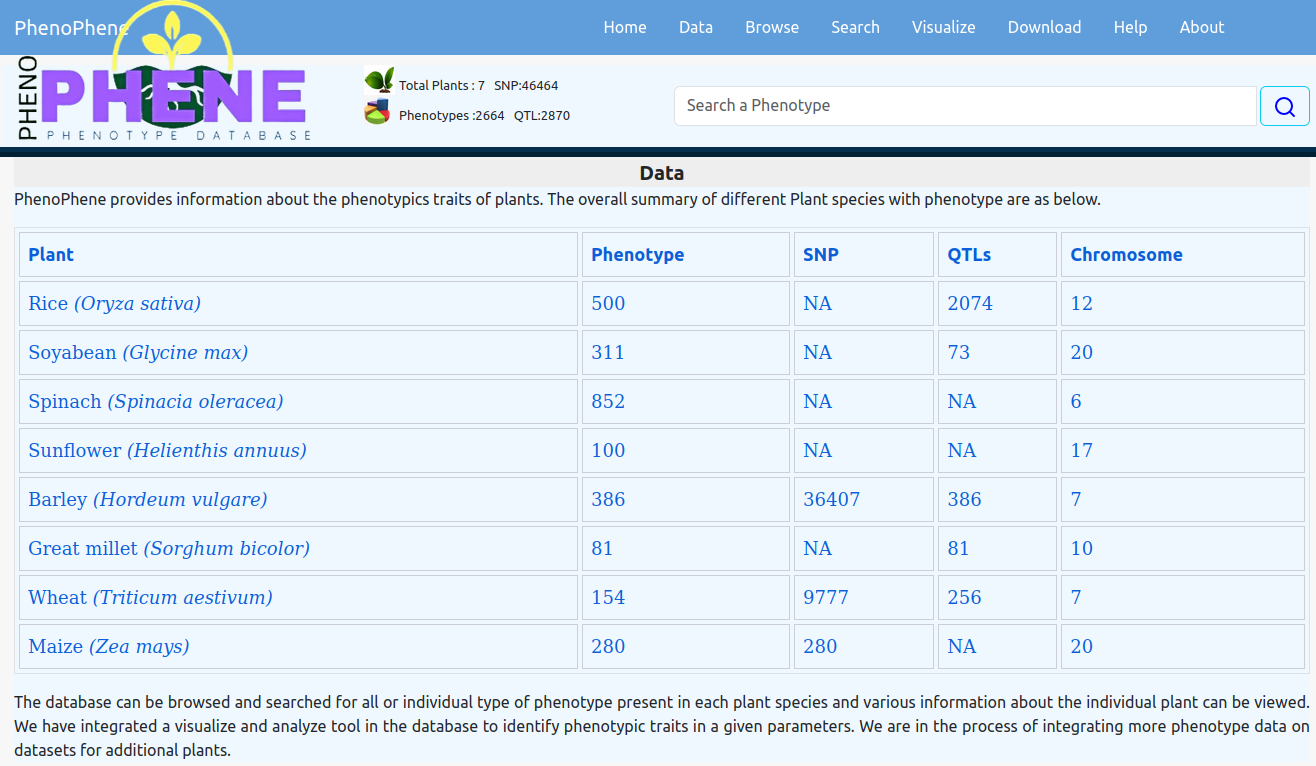 PhenoPhene Home Data Browse Search Visualize Download Help About
PHENO
PHENE
PHENOTYPE DATABASE
Total Plants : 7 SNP:46464
Phenotypes :2664 QTL:2870
Search a Phenotype
Data
PhenoPhene provides information about the phenotypics traits of plants. The overall summary of different Plant species with phenotype are as below.
Plant Phenotype SNP QTLs Chromosome
Rice (Oryza sativa) 500 NA 2074 12
Soyabean (Glycine max) 311 NA 73 20
Spinach (Spinacia oleracea) 852 NA NA 6
Sunflower (Helienthis annuus) 100 NA NA 17
Barley (Hordeum vulgare) 386 36407 386 7
Great millet (Sorghum bicolor) 81 NA 81 10
Wheat (Triticum aestivum) 154 9777 256 7
Maize (Zea mays) 280 280 NA 20
The database can be browsed and searched for all or individual type of phenotype present in each plant species and various information about the individual plant can be viewed.
We have integrated a visualize and analyze tool in the database to identify phenotypic traits in a given parameters. We are in the process of integrating more phenotype data on
datasets for additional plants.